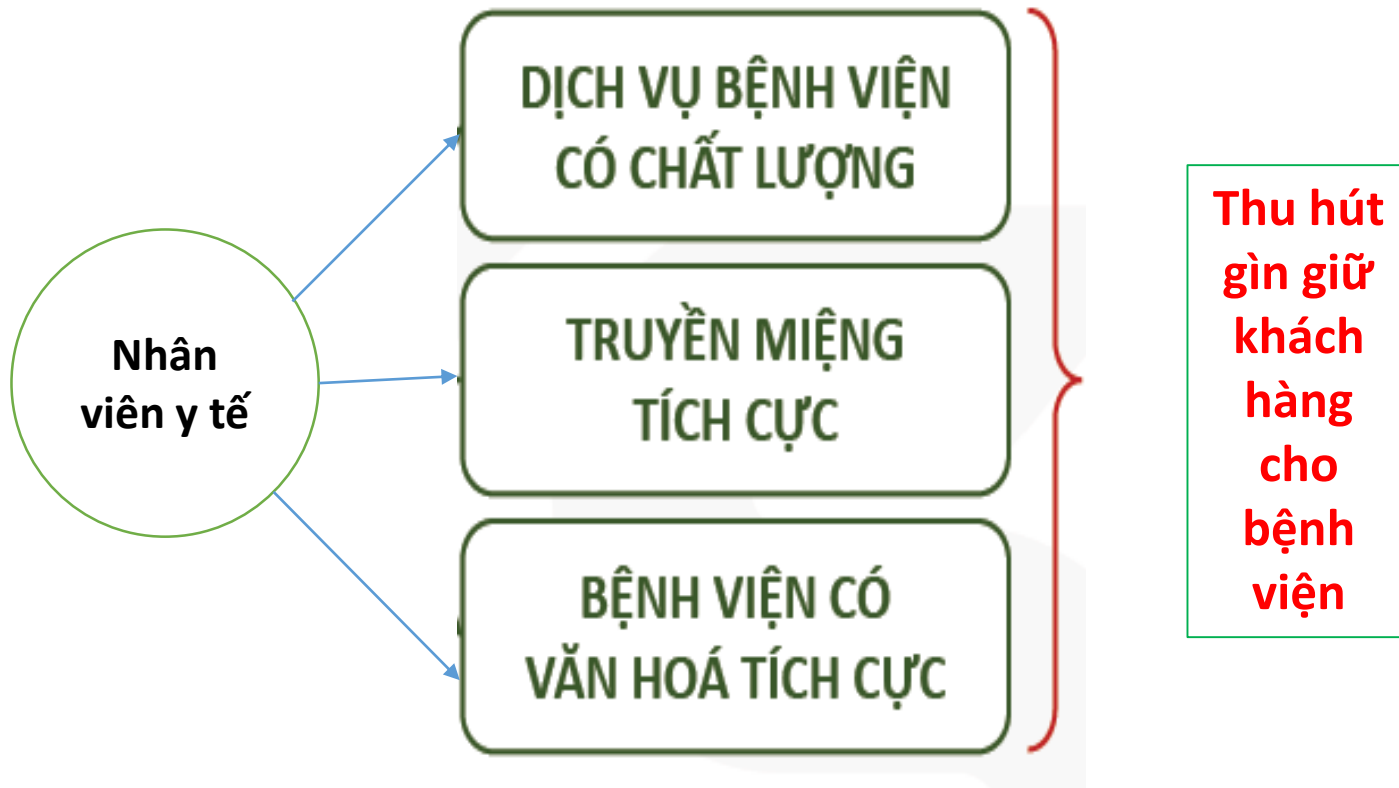 Nhân
viên y tế
DỊCH VỤ BỆNH VIỆN
CÓ CHẤT LƯỢNG
TRUYỀN MIỆNG
TÍCH CỰC
BỆNH VIỆN CÓ
VĂN HOÁ TÍCH CỰC
Thu hút
gìn giữ
khách
hàng
cho
bệnh
viện